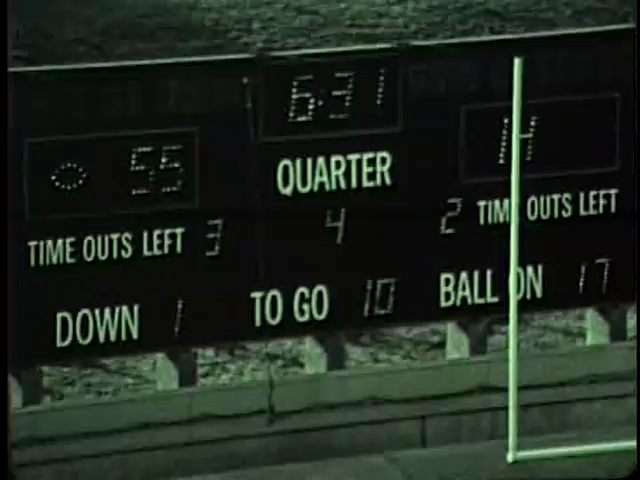 6:31
55 14
QUARTER
TIME OUTS LEFT 3 4 2 TIME OUTS LEFT
DOWN 1 TO GO 10 BALL ON 17